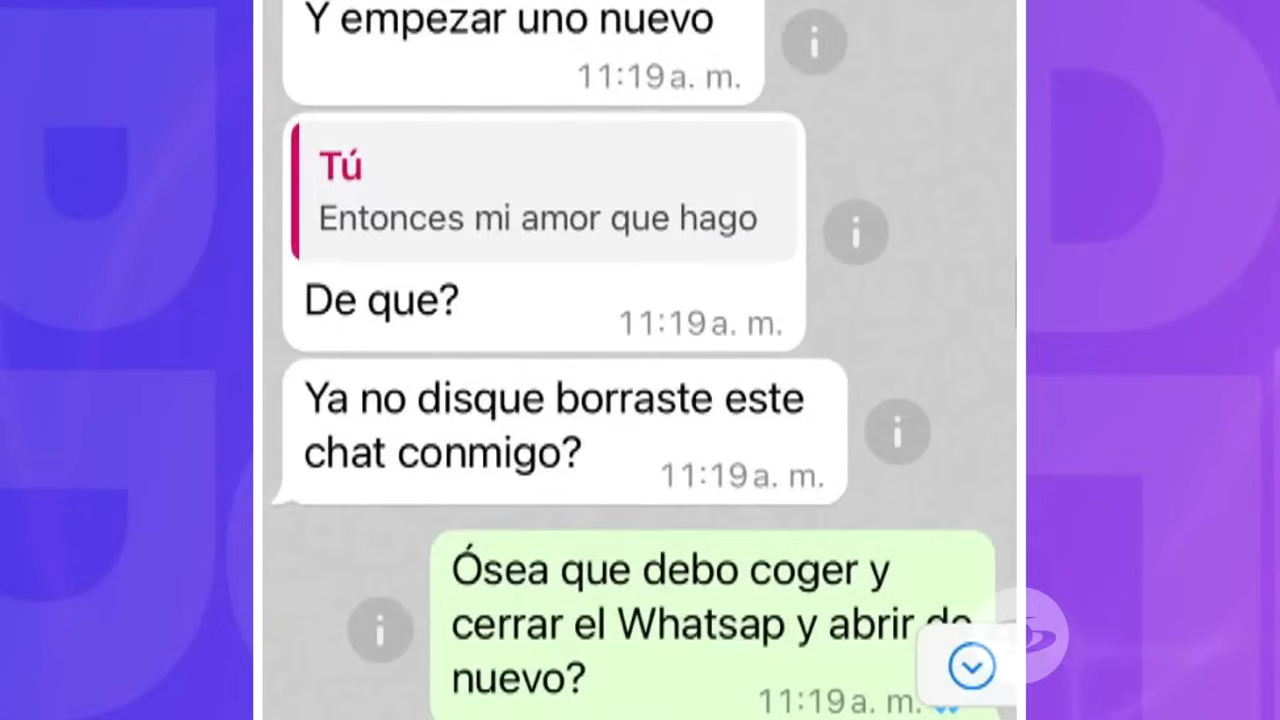 Y empezar uno nuevo
11:19 a. m.
Tú
Entonces mi amor que hago
De que?
11:19 a. m.
Ya no disque borraste este
chat conmigo?
11:19 a. m.
Ósea que debo coger y
cerrar el Whatsap y abrir de
nuevo?
11:19 a. m.